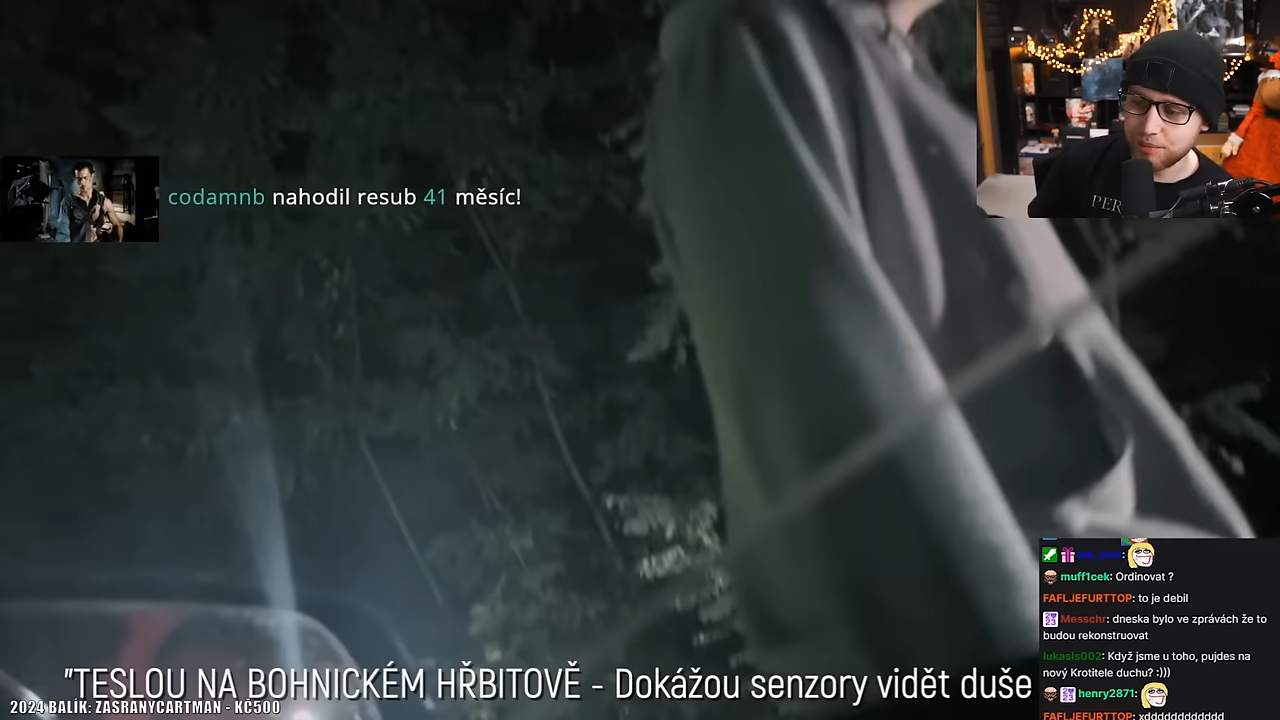 codamnb nahodil resub 41 měsíc!
PER
muff1cek: Ordinovat ?
FAFLJEFURTTOP: to je debil
Messchr: dneska bylo ve zprávách že to
budou rekonstruovat
lukasls002: Když jsme u toho, pujdes na
nový Krotitele duchu? :)))
henry2871:
FAFLJEFURTTOP: xdddddddddddd
"TESLOU NA BOHNICKÉM HŘBITOVĚ - Dokážou senzory vidět duše
2024 BALÍK: ZASRANYCARTMAN - KČ500